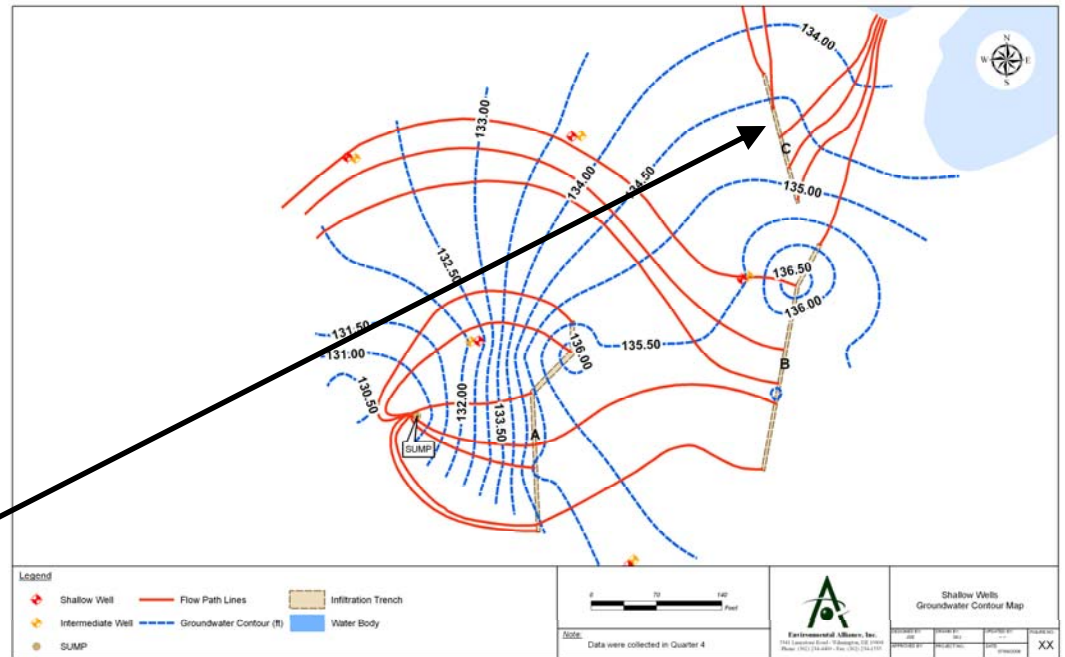 134.00
N
W E
S
133.00
134.00
134.50
C
135.00
132.50
136.50
136.00
131.50
131.00
130.50
132.00
133.50
136.00
135.50
A
B
SUMP
Legend
Shallow Well
Flow Path Lines
Infiltration Trench
Intermediate Well
Groundwater Contour (ft)
Water Body
SUMP
0 70 140
Feet
Note:
Data were collected in Quarter 4
Environmental Alliance, Inc.
Shallow Wells
Groundwater Contour Map
XX